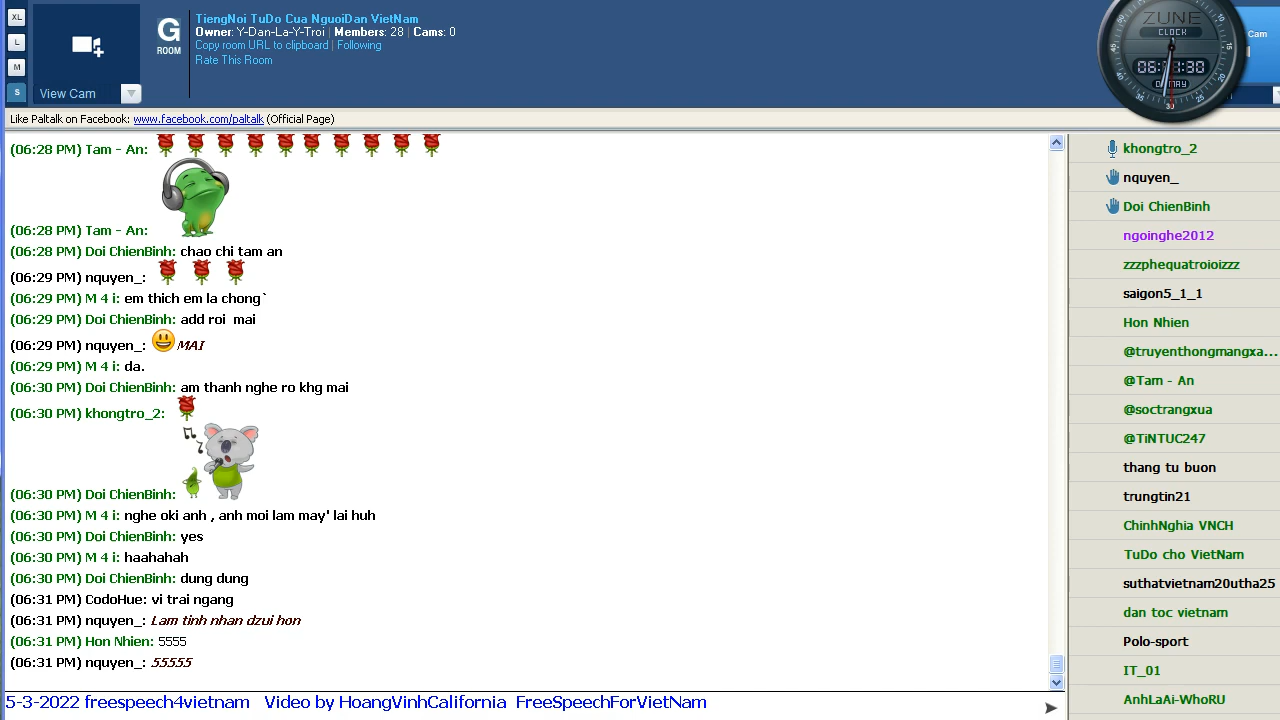 XL
L
M
S
View Cam
G
ROOM
TiengNoi TuDo Cua NguoiDan VietNam
Owner: Y-Dan-La-Y-Troi | Members: 28 | Cams: 0
Copy room URL to clipboard | Following
Rate This Room
ZUNE
CLOCK
MAY
Cam
Like Paltalk on Facebook: www.facebook.com/paltalk (Official Page)
(06:28 PM) Tam - An:
(06:28 PM) Tam - An:
(06:28 PM) Doi ChienBinh: chao chi tam an
(06:29 PM) nquyen_:
(06:29 PM) M 4 i: em thich em la chong`
(06:29 PM) Doi ChienBinh: add roi  mai
(06:29 PM) nquyen_: MAI
(06:29 PM) M 4 i: da.
(06:30 PM) Doi ChienBinh: am thanh nghe ro khg mai
(06:30 PM) khongtro_2:
(06:30 PM) Doi ChienBinh:
(06:30 PM) M 4 i: nghe oki anh , anh moi lam may' lai huh
(06:30 PM) Doi ChienBinh: yes
(06:30 PM) M 4 i: haahahah
(06:30 PM) Doi ChienBinh: dung dung
(06:31 PM) CodoHue: vi trai ngang
(06:31 PM) nquyen_: Lam tinh nhan dzui hon
(06:31 PM) Hon Nhien: 5555
(06:31 PM) nquyen_: 55555
khongtro_2
nquyen_
Doi ChienBinh
ngoinghe2012
zzzphequatroioizzz
saigon5_1_1
Hon Nhien
@truyenthongmangxa...
@Tam - An
@soctrangxua
@TiNTUC247
thang tu buon
trungtin21
ChinhNghia VNCH
TuDo cho VietNam
suthatvietnam20utha25
dan toc vietnam
Polo-sport
IT_01
AnhLaAi-WhoRU
5-3-2022 freespeech4vietnam   Video by HoangVinhCalifornia  FreeSpeechForVietNam